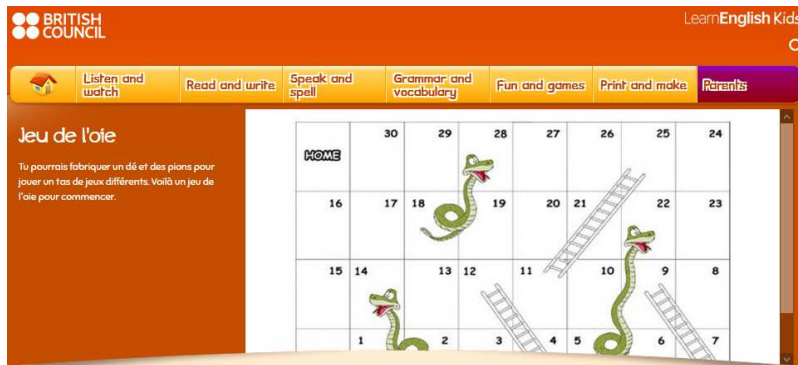 BRITISH
COUNCIL
LearnEnglish Kids
Listen and
watch
Read and write
Speak and
spell
Grammar and
vocabulary
Fun and games
Print and make
Parents
Jeu de l'oie
Tu pourrais fabriquer un dé et des pions pour
jouer un tas de jeux différents. Voilà un jeu de
l'oie pour commencer.
HOME 30 29 28 27 26 25 24
16 17 18 19 20 21 22 23
15 14 13 12 11 10 9 8
1 2 3 4 5 6 7